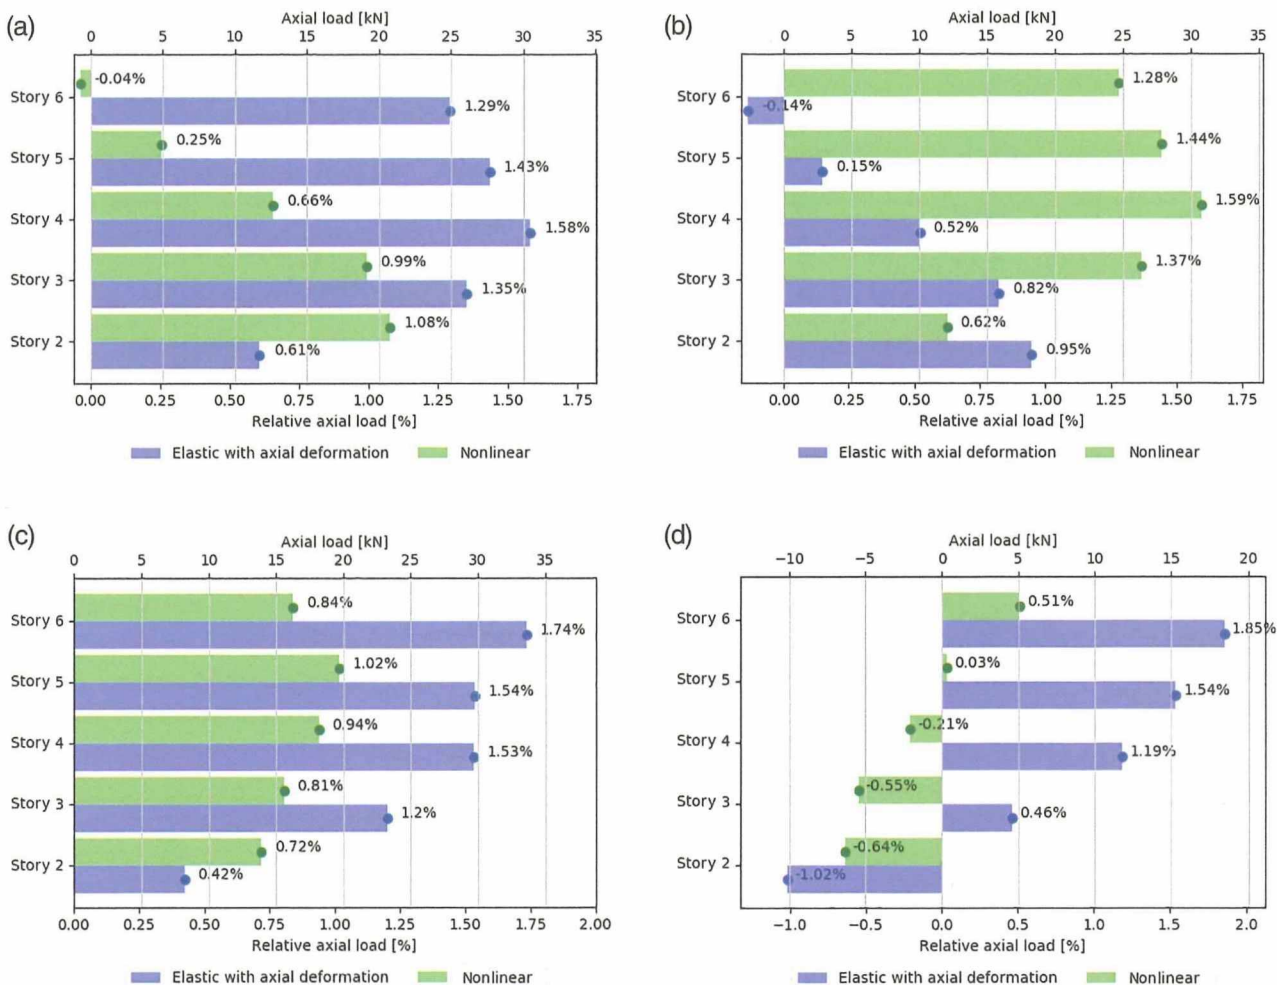 (a)
Axial load [kN]
0 5 10 15 20 25 30 35
Story 6
Story 5
Story 4
Story 3
Story 2
-0.04%
1.29%
0.25%
1.43%
0.66%
1.58%
0.99%
1.35%
1.08%
0.61%
0.00 0.25 0.50 0.75 1.00 1.25 1.50 1.75
Relative axial load [%]
Elastic with axial deformation Nonlinear
(b)
Axial load [kN]
0 5 10 15 20 25 30 35
Story 6
Story 5
Story 4
Story 3
Story 2
1.28%
-0.14%
1.44%
0.15%
1.59%
0.52%
1.37%
0.82%
0.62%
0.95%
0.00 0.25 0.50 0.75 1.00 1.25 1.50 1.75
Relative axial load [%]
Elastic with axial deformation Nonlinear
(c)
Axial load [kN]
0 5 10 15 20 25 30 35
Story 6
Story 5
Story 4
Story 3
Story 2
0.84%
1.74%
1.02%
1.54%
0.94%
1.53%
0.81%
1.2%
0.72%
0.42%
0.00 0.25 0.50 0.75 1.00 1.25 1.50 1.75 2.00
Relative axial load [%]
Elastic with axial deformation Nonlinear
(d)
Axial load [kN]
−10 −5 0 5 10 15 20
Story 6
Story 5
Story 4
Story 3
Story 2
0.51%
1.85%
0.03%
1.54%
-0.21%
1.19%
-0.55%
0.46%
-0.64%
-1.02%
−1.0 −0.5 0.0 0.5 1.0 1.5 2.0
Relative axial load [%]
Elastic with axial deformation Nonlinear